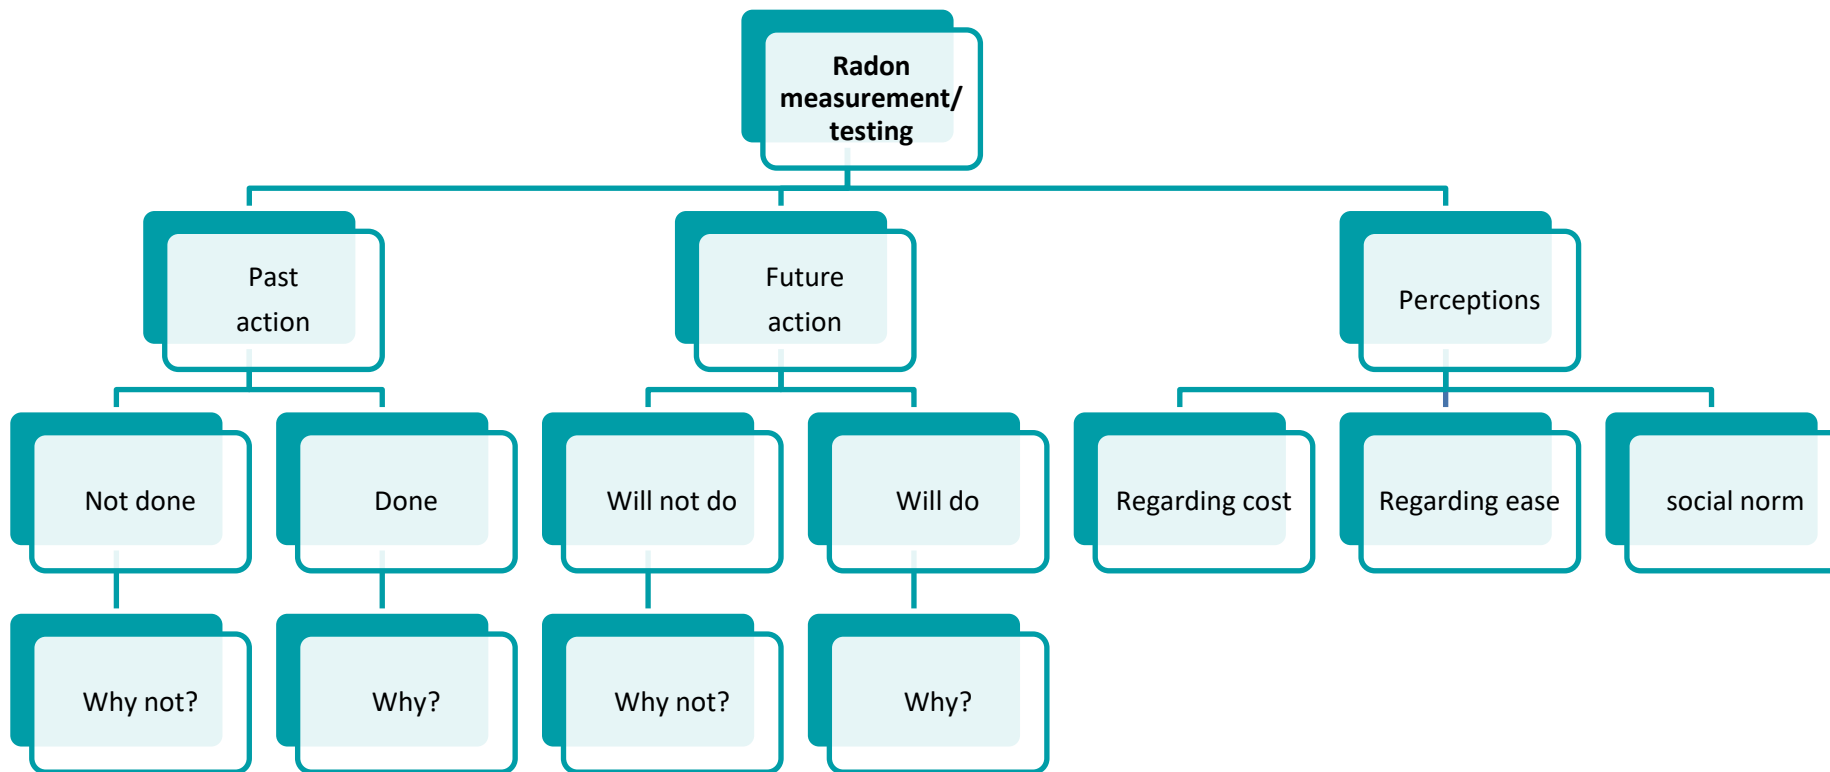 Radon
measurement/
testing
Past
action
Future
action
Perceptions
Not done
Done
Will not do
Will do
Regarding cost
Regarding ease
social norm
Why not?
Why?
Why not?
Why?